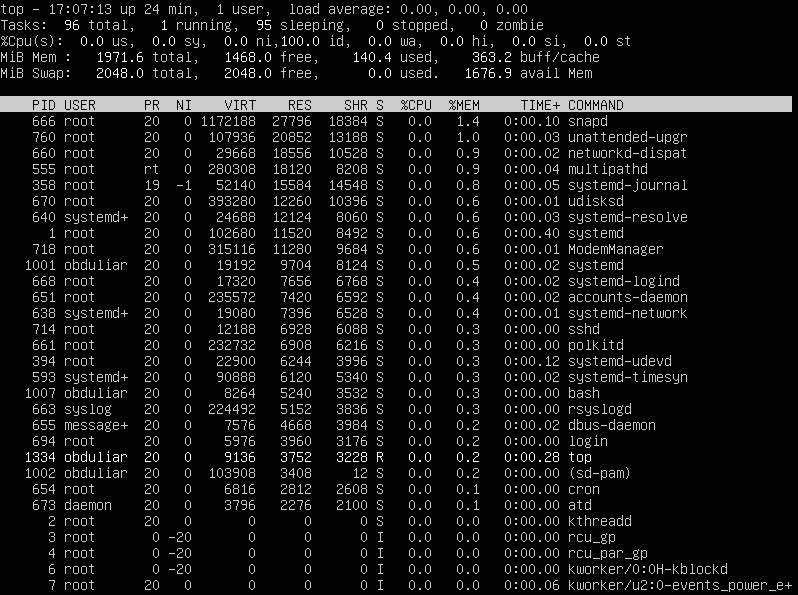 top - 17:07:13 up 24 min,  1 user,  load average: 0.00, 0.00, 0.00
Tasks:  96 total,   1 running,  95 sleeping,   0 stopped,   0 zombie
%Cpu(s):  0.0 us,  0.0 sy,  0.0 ni,100.0 id,  0.0 wa,  0.0 hi,  0.0 si,  0.0 st
MiB Mem :   1971.6 total,   1468.0 free,    140.4 used,    363.2 buff/cache
MiB Swap:   2048.0 total,   2048.0 free,      0.0 used.   1676.9 avail Mem
    PID USER      PR  NI    VIRT    RES    SHR S  %CPU  %MEM     TIME+ COMMAND
    666 root      20   0 1172188  27796  18384 S   0.0   1.4   0:00.10 snapd
    760 root      20   0  107936  20852  13188 S   0.0   1.0   0:00.03 unattended-upgr
    660 root      20   0   29668  18556  10528 S   0.0   0.9   0:00.02 networkd-dispat
    555 root      rt   0  280308  18120   8208 S   0.0   0.9   0:00.04 multipathd
    358 root      19  -1   52140  15584  14548 S   0.0   0.8   0:00.05 systemd-journal
    670 root      20   0  393280  12260  10396 S   0.0   0.6   0:00.01 udisksd
    640 systemd+  20   0   24688  12124   8060 S   0.0   0.6   0:00.03 systemd-resolve
      1 root      20   0  102680  11520   8492 S   0.0   0.6   0:00.40 systemd
    718 root      20   0  315116  11280   9684 S   0.0   0.6   0:00.01 ModemManager
   1001 obduliar  20   0   19192   9704   8124 S   0.0   0.5   0:00.02 systemd
    668 root      20   0   17320   7656   6768 S   0.0   0.4   0:00.02 systemd-logind
    651 root      20   0  235572   7420   6592 S   0.0   0.4   0:00.02 accounts-daemon
    638 systemd+  20   0   19080   7396   6528 S   0.0   0.4   0:00.01 systemd-network
    714 root      20   0   12188   6928   6088 S   0.0   0.3   0:00.00 sshd
    661 root      20   0  232732   6908   6216 S   0.0   0.3   0:00.00 polkitd
    394 root      20   0   22900   6244   3996 S   0.0   0.3   0:00.12 systemd-udevd
    593 systemd+  20   0   90888   6120   5340 S   0.0   0.3   0:00.02 systemd-timesyn
   1007 obduliar  20   0    8264   5240   3532 S   0.0   0.3   0:00.00 bash
    663 syslog    20   0  224492   5152   3836 S   0.0   0.3   0:00.00 rsyslogd
    655 message+  20   0    7576   4668   3984 S   0.0   0.2   0:00.02 dbus-daemon
    694 root      20   0    5976   3960   3176 S   0.0   0.2   0:00.00 login
   1334 obduliar  20   0    9136   3752   3228 R   0.0   0.2   0:00.28 top
   1002 obduliar  20   0  103908   3408     12 S   0.0   0.2   0:00.00 (sd-pam)
    654 root      20   0    6816   2812   2608 S   0.0   0.1   0:00.00 cron
    673 daemon    20   0    3796   2276   2100 S   0.0   0.1   0:00.00 atd
      2 root      20   0       0      0      0 S   0.0   0.0   0:00.00 kthreadd
      3 root       0 -20       0      0      0 I   0.0   0.0   0:00.00 rcu_gp
      4 root       0 -20       0      0      0 I   0.0   0.0   0:00.00 rcu_par_gp
      6 root       0 -20       0      0      0 I   0.0   0.0   0:00.00 kworker/0:0H-kblockd
      7 root      20   0       0      0      0 I   0.0   0.0   0:00.06 kworker/u2:0-events_power_e+